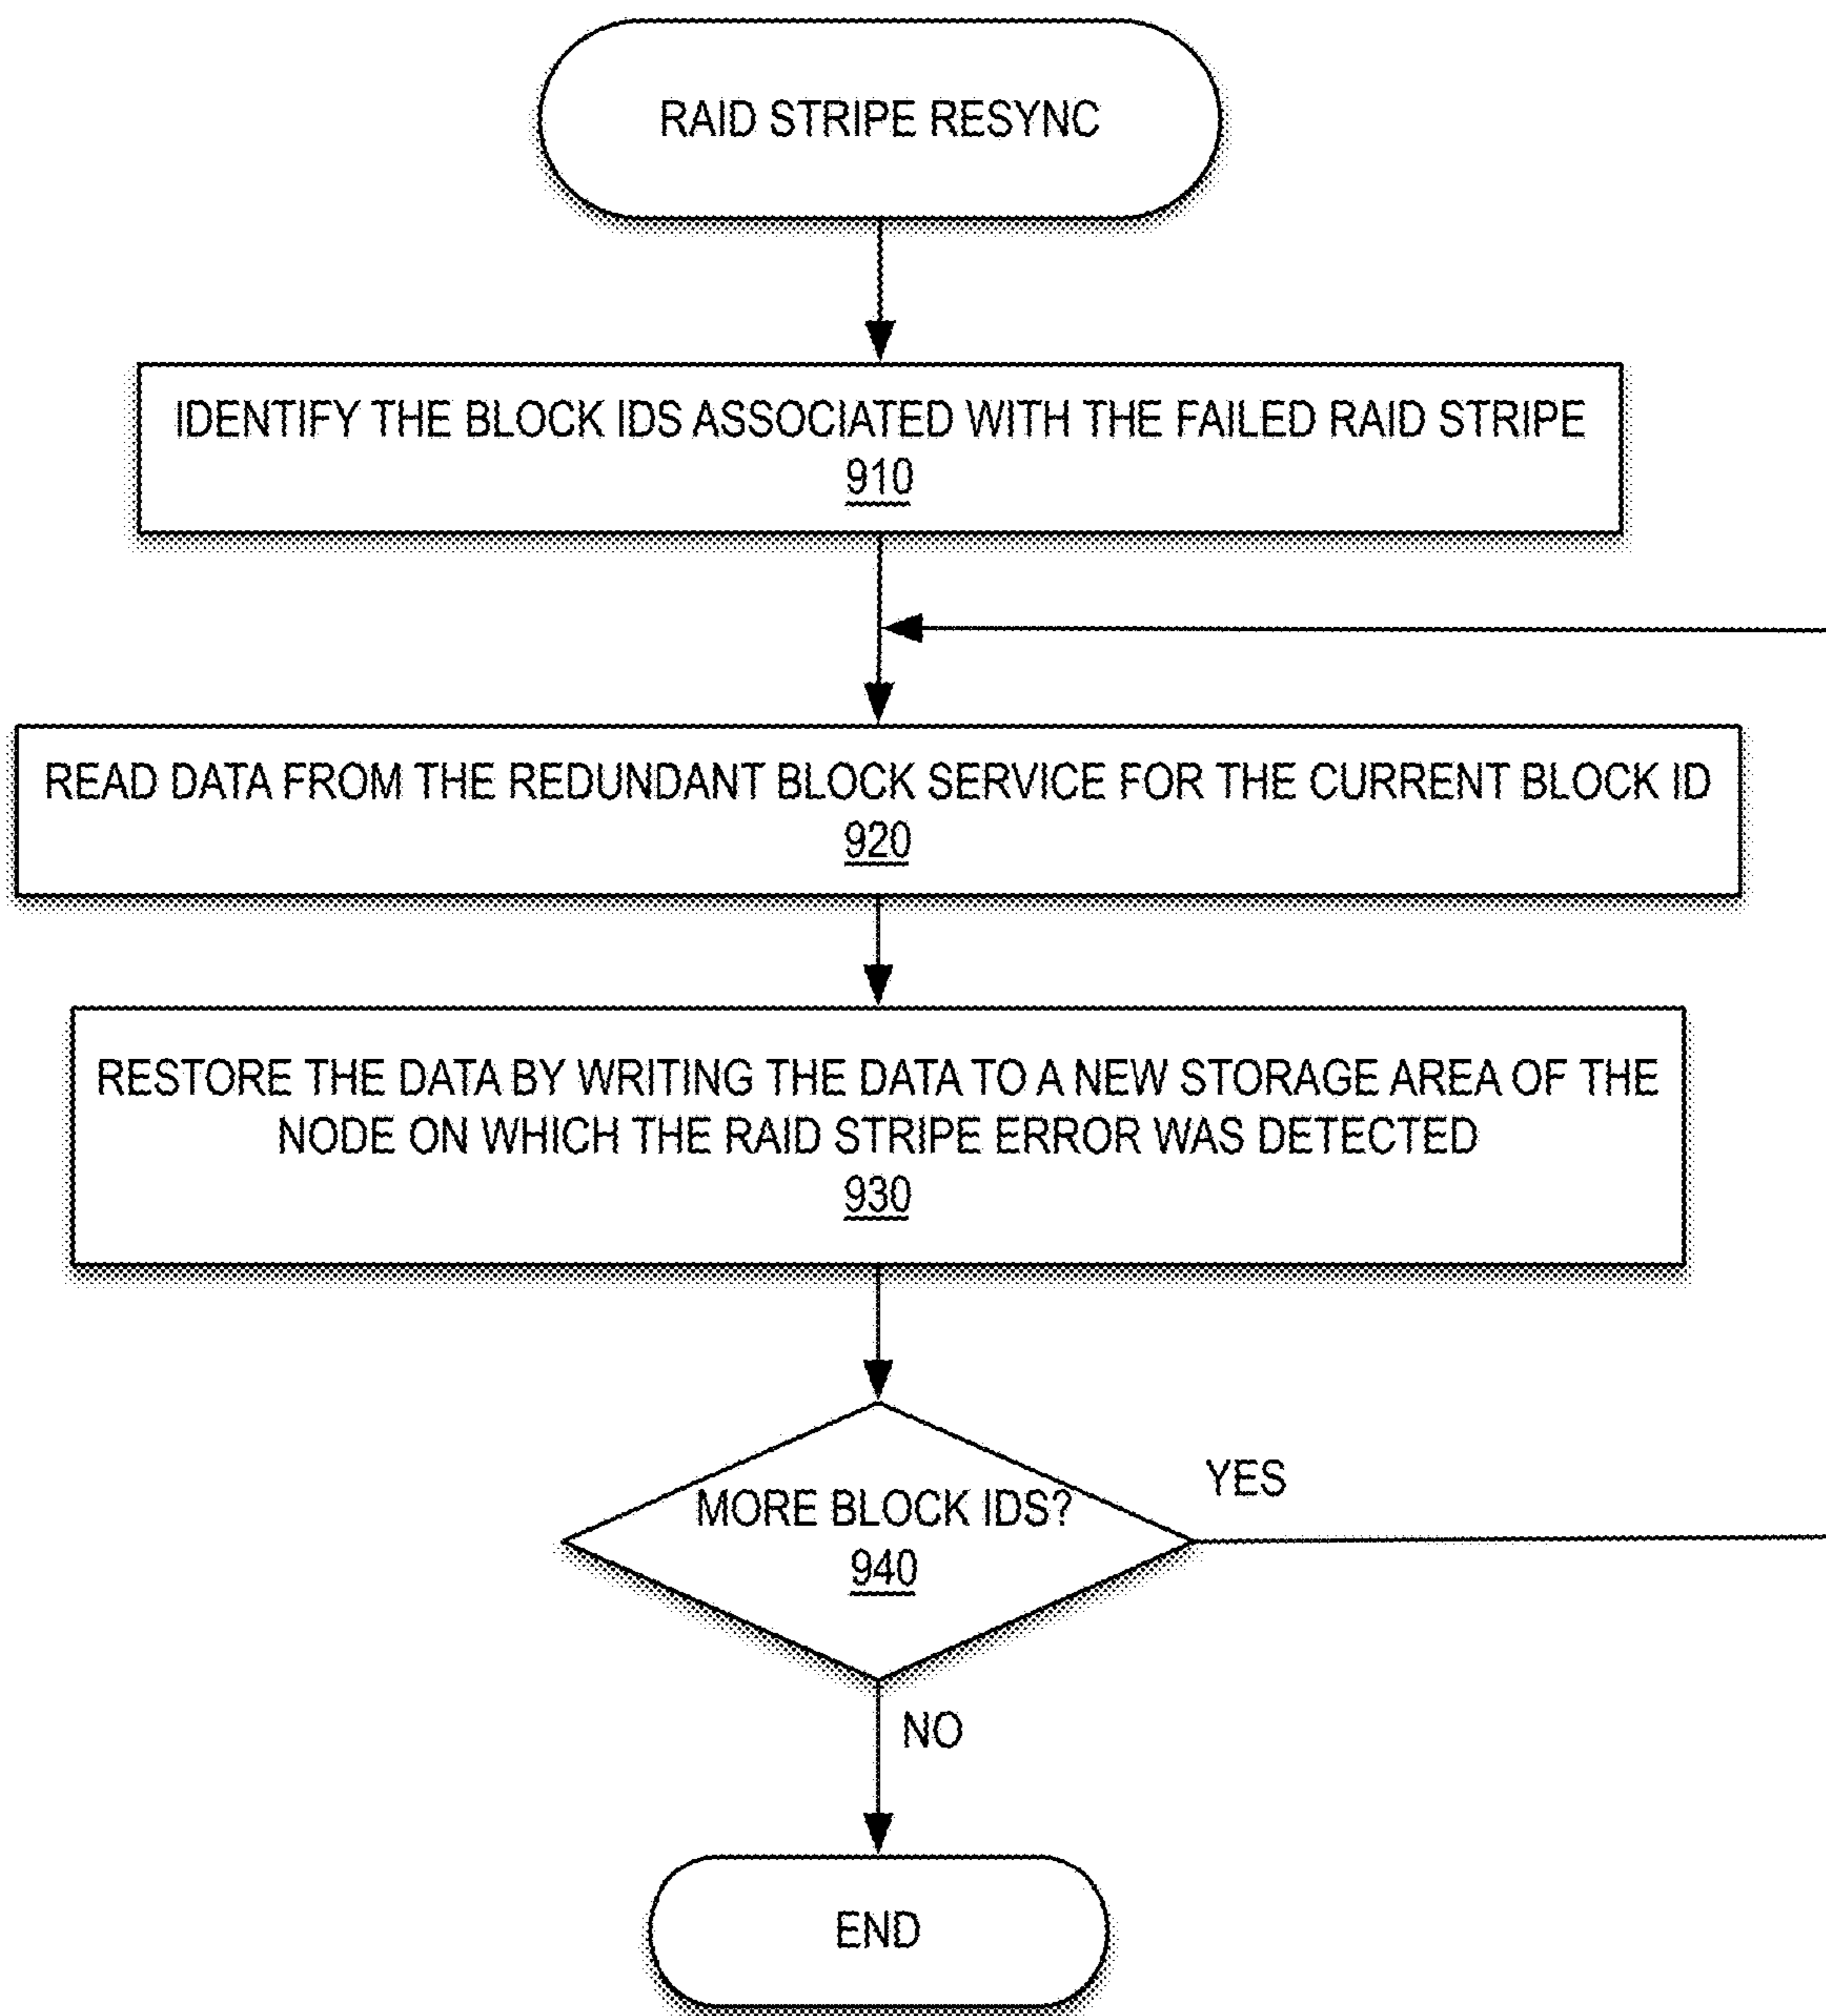 RAID STRIPE RESYNC
IDENTIFY THE BLOCK IDS ASSOCIATED WITH THE FAILED RAID STRIPE
910
READ DATA FROM THE REDUNDANT BLOCK SERVICE FOR THE CURRENT BLOCK ID
920
RESTORE THE DATA BY WRITING THE DATA TO A NEW STORAGE AREA OF THE
NODE ON WHICH THE RAID STRIPE ERROR WAS DETECTED
930
YES
MORE BLOCK IDS?
940
NO
END